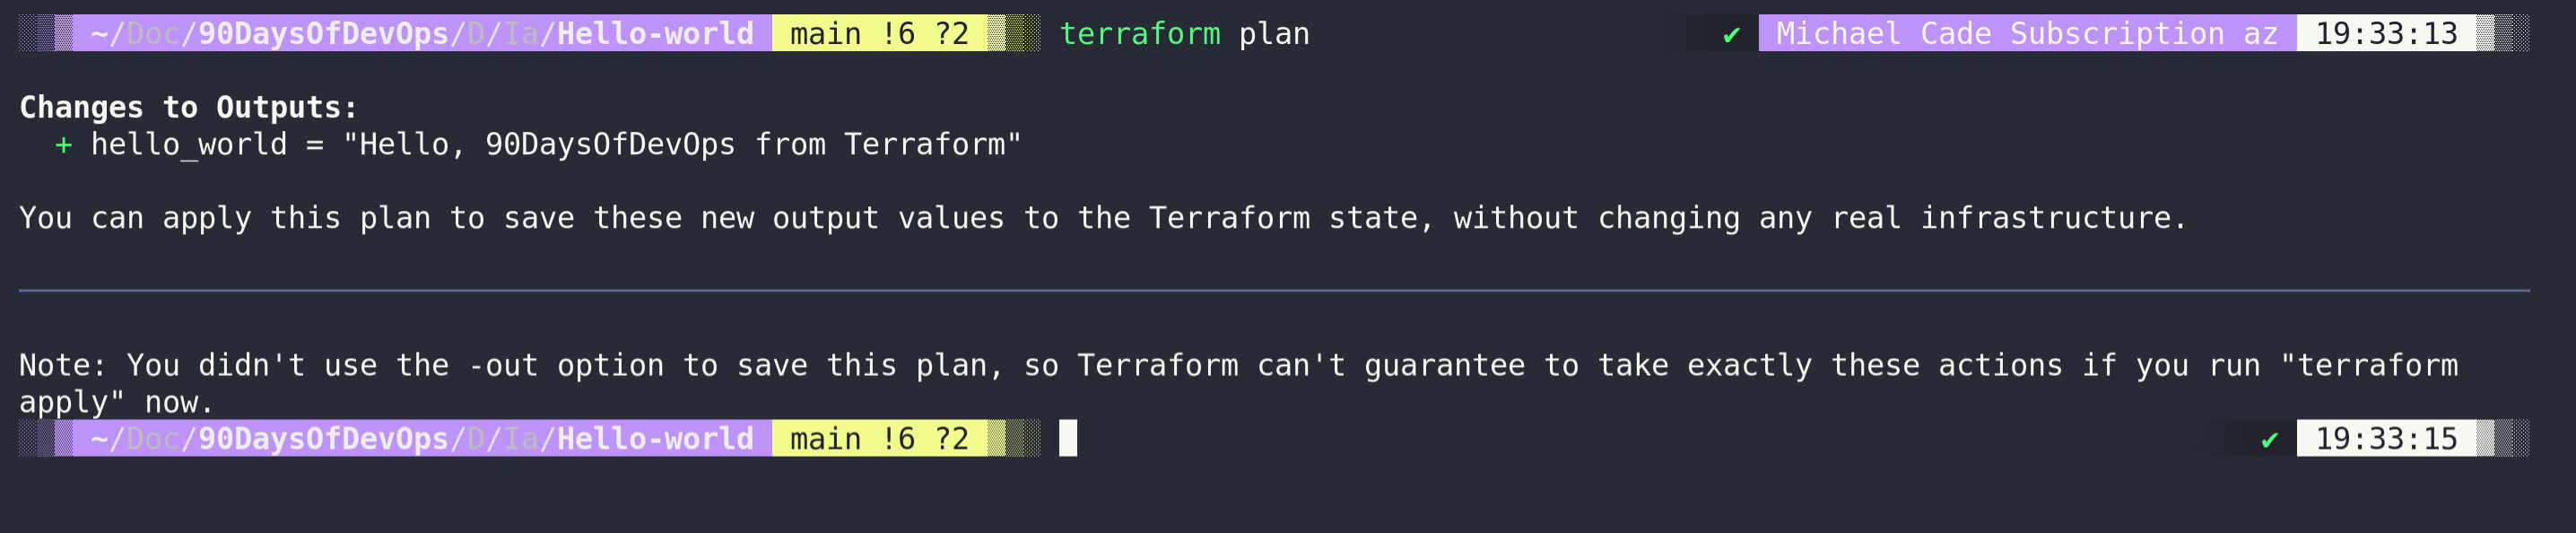 ~/Doc/90DaysOfDevOps/D/Ia/Hello-world main !6 ?2 terraform plan ✔ Michael Cade Subscription az 19:33:13
Changes to Outputs:
+ hello_world = "Hello, 90DaysOfDevOps from Terraform"
You can apply this plan to save these new output values to the Terraform state, without changing any real infrastructure.
Note: You didn't use the -out option to save this plan, so Terraform can't guarantee to take exactly these actions if you run "terraform
apply" now.
~/Doc/90DaysOfDevOps/D/Ia/Hello-world main !6 ?2 ✔ 19:33:15